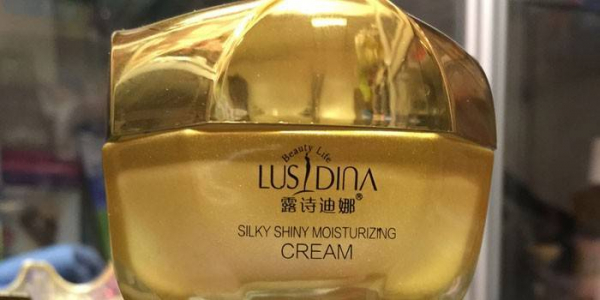 Beauty Life
LUSIDINA
露诗迪娜®
SILKY SHINY MOISTURIZING
CREAM